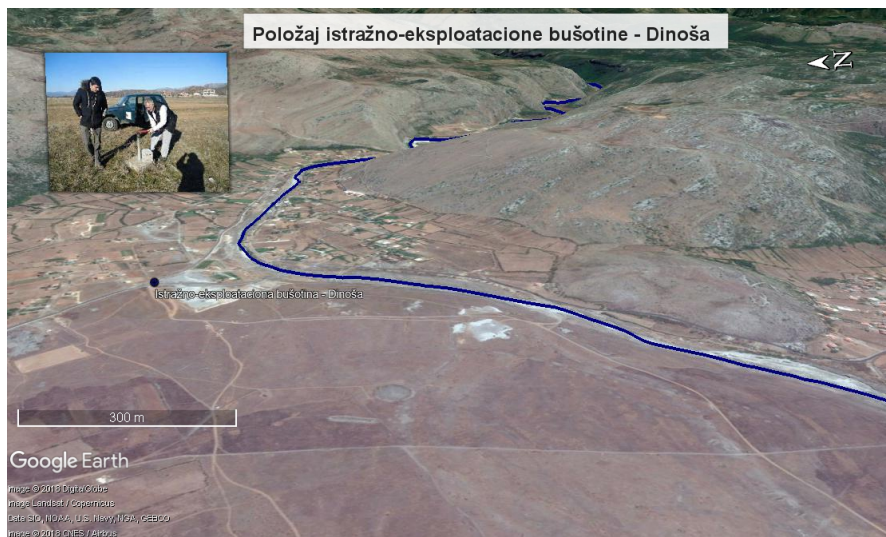 Položaj istražno-eksploatacione bušotine - Dinoša
Z
Istražno-eksploataciona bušotina - Dinoša
300 m
Google Earth
Image © 2018 DigitalGlobe
Image Landsat / Copernicus
Data SIO, NOAA, U.S. Navy, NGA, GEBCO
Image © 2018 CNES / Airbus